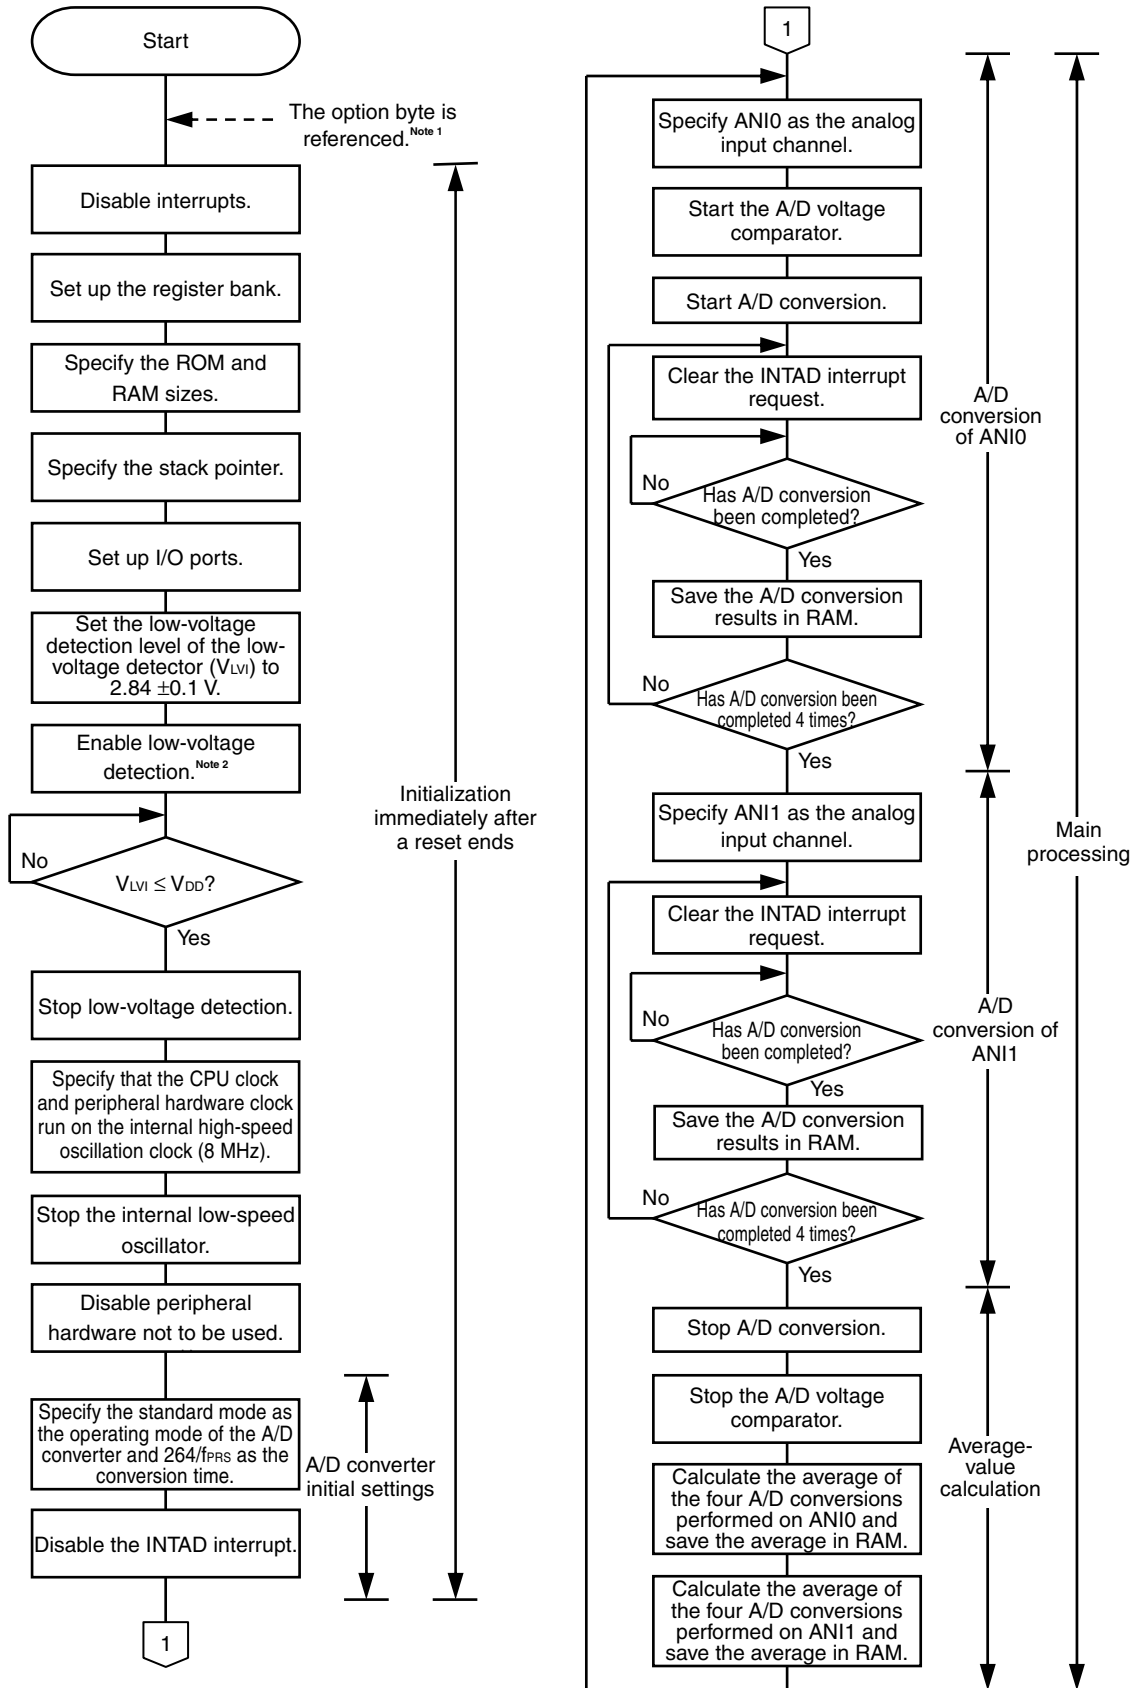 Start
The option byte is
referenced.Note 1
Disable interrupts.
Set up the register bank.
Specify the ROM and
RAM sizes.
Specify the stack pointer.
Set up I/O ports.
Set the low-voltage
detection level of the low-
voltage detector (VLVI) to
2.84 ±0.1 V.
Enable low-voltage
detection.Note 2
No
VLVI ≤ VDD?
Yes
Stop low-voltage detection.
Specify that the CPU clock
and peripheral hardware clock
run on the internal high-speed
oscillation clock (8 MHz).
Stop the internal low-speed
oscillator.
Disable peripheral
hardware not to be used.
Specify the standard mode as
the operating mode of the A/D
converter and 264/fPRS as the
conversion time.
Disable the INTAD interrupt.
1
A/D converter
initial settings
Initialization
immediately after
a reset ends
1
Specify ANI0 as the analog
input channel.
Start the A/D voltage
comparator.
Start A/D conversion.
Clear the INTAD interrupt
request.
No
Has A/D conversion
been completed?
Yes
Save the A/D conversion
results in RAM.
No
Has A/D conversion been
completed 4 times?
Yes
Specify ANI1 as the analog
input channel.
Clear the INTAD interrupt
request.
No
Has A/D conversion
been completed?
Yes
Save the A/D conversion
results in RAM.
No
Has A/D conversion been
completed 4 times?
Yes
Stop A/D conversion.
Stop the A/D voltage
comparator.
Calculate the average of
the four A/D conversions
performed on ANI0 and
save the average in RAM.
Calculate the average of
the four A/D conversions
performed on ANI1 and
save the average in RAM.
A/D
conversion
of ANI0
A/D
conversion of
ANI1
Average-
value
calculation
Main
processing